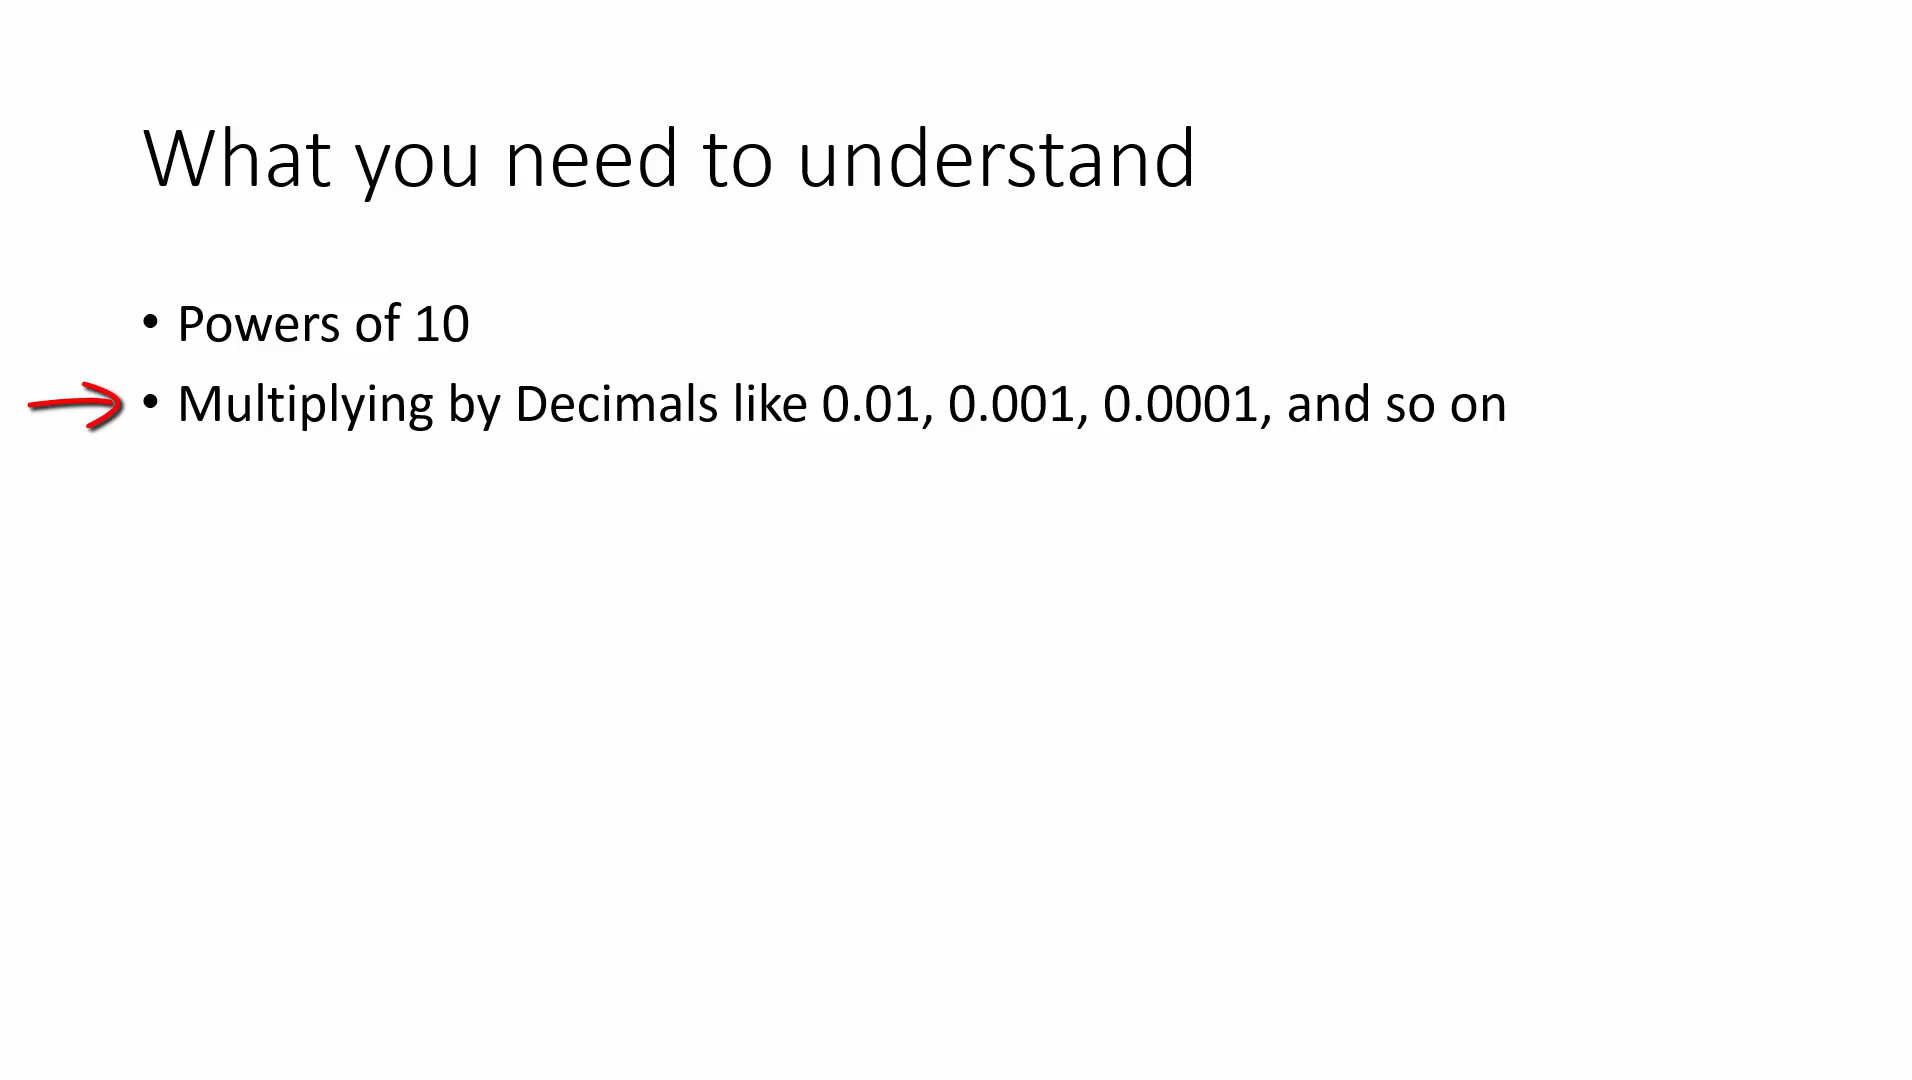 What you need to understand
• Powers of 10
• Multiplying by Decimals like 0.01, 0.001, 0.0001, and so on